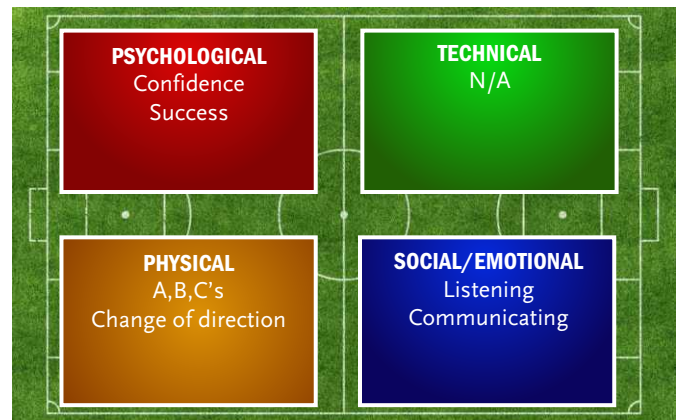 PSYCHOLOGICAL
Confidence
Success
TECHNICAL
N/A
PHYSICAL
A,B,C's
Change of direction
SOCIAL/EMOTIONAL
Listening
Communicating